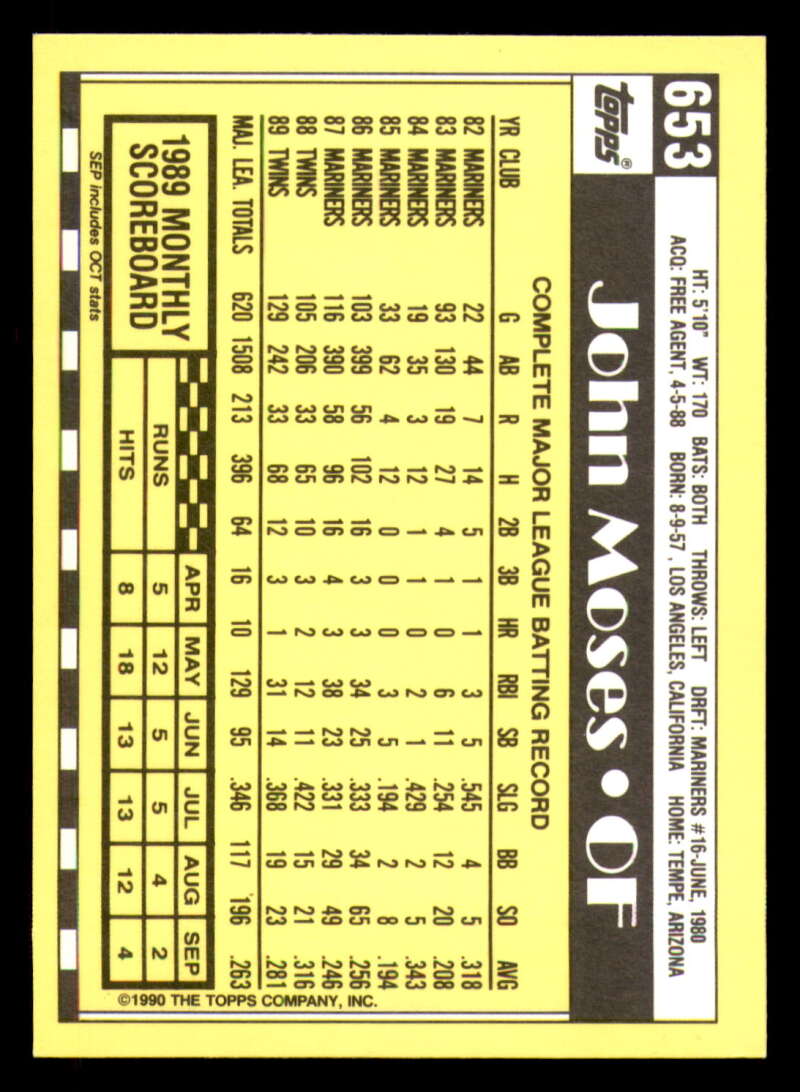 653
topps®
HT: 5'10" WT: 170 BATS: BOTH THROWS: LEFT DRFT: MARINERS #16-JUNE, 1980
ACQ: FREE AGENT, 4-5-88 BORN: 8-9-57, LOS ANGELES, CALIFORNIA HOME: TEMPE, ARIZONA
John Moses • OF
COMPLETE MAJOR LEAGUE BATTING RECORD
YR CLUB G AB R H 2B 3B HR RBI SB SLG BB SO AVG
82 MARINERS 22 44 7 14 5 1 1 3 5 .545 4 5 .318
83 MARINERS 93 130 19 27 4 1 0 6 11 .254 12 20 .208
84 MARINERS 19 35 3 12 1 1 0 2 1 .429 2 5 .343
85 MARINERS 33 62 4 12 0 0 0 3 5 .194 2 8 .194
86 MARINERS 103 399 56 102 16 3 3 34 25 .333 34 65 .256
87 MARINERS 116 390 58 96 16 4 3 38 23 .331 29 49 .246
88 TWINS 105 206 33 65 10 3 2 12 11 .422 15 21 .316
89 TWINS 129 242 33 68 12 3 1 31 14 .368 19 23 .281
MAJ. LEA. TOTALS 620 1508 213 396 64 16 10 129 95 .346 117 196 .263
1989 MONTHLY
SCOREBOARD
APR MAY JUN JUL AUG SEP
RUNS 5 12 5 5 4 2
HITS 8 18 13 13 12 4
SEP includes OCT stats
©1990 THE TOPPS COMPANY, INC.